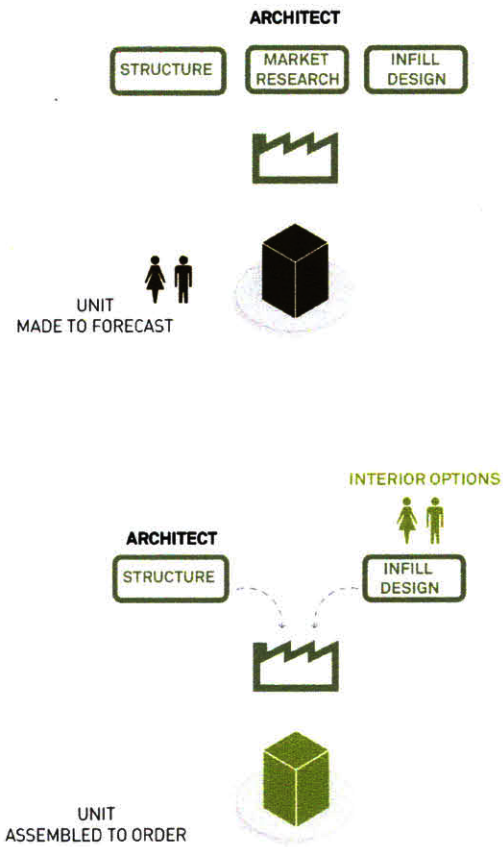 ARCHITECT
STRUCTURE
MARKET
RESEARCH
INFILL
DESIGN
UNIT
MADE TO FORECAST
INTERIOR OPTIONS
ARCHITECT
STRUCTURE
INFILL
DESIGN
UNIT
ASSEMBLED TO ORDER